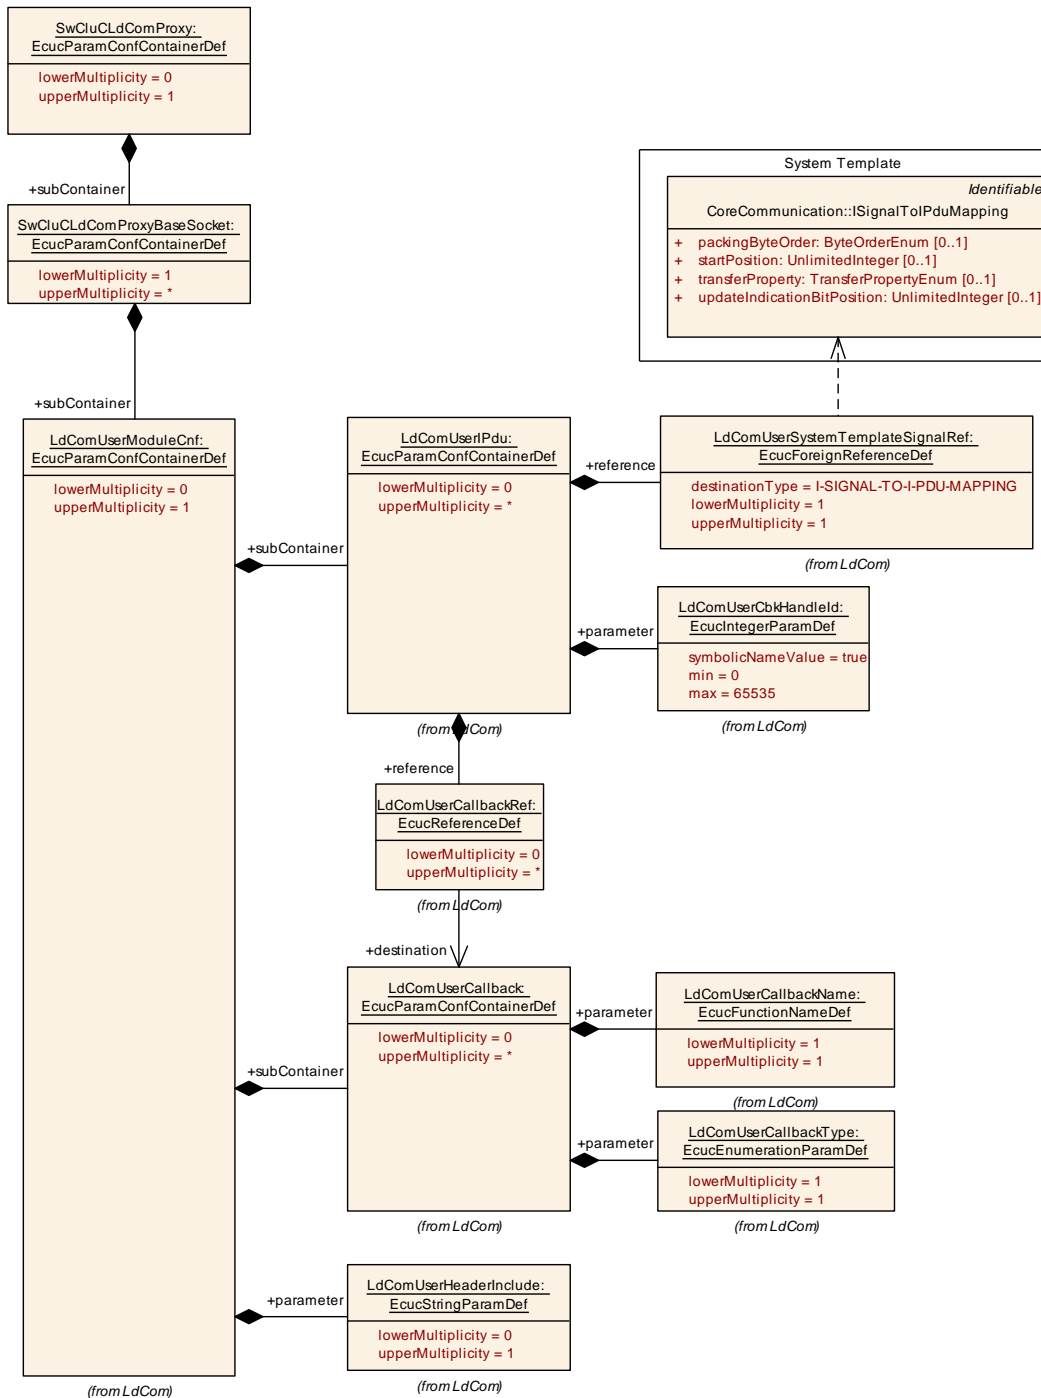 SwCluCLdComProxy:
EcucParamConfContainerDef
lowerMultiplicity = 0
upperMultiplicity = 1
+subContainer
SwCluCLdComProxyBaseSocket:
EcucParamConfContainerDef
lowerMultiplicity = 1
upperMultiplicity = *
+subContainer
System Template
Identifiable
CoreCommunication::ISignalToIPduMapping
+ packingByteOrder: ByteOrderEnum [0..1]
+ startPosition: UnlimitedInteger [0..1]
+ transferProperty: TransferPropertyEnum [0..1]
+ updateIndicationBitPosition: UnlimitedInteger [0..1]
LdComUserModuleCnf:
EcucParamConfContainerDef
lowerMultiplicity = 0
upperMultiplicity = 1
(from LdCom)
+subContainer
LdComUserIPdu:
EcucParamConfContainerDef
lowerMultiplicity = 0
upperMultiplicity = *
(from LdCom)
+reference
LdComUserSystemTemplateSignalRef:
EcucForeignReferenceDef
destinationType = I-SIGNAL-TO-I-PDU-MAPPING
lowerMultiplicity = 1
upperMultiplicity = 1
(from LdCom)
+parameter
LdComUserCbkHandleId:
EcucIntegerParamDef
symbolicNameValue = true
min = 0
max = 65535
(from LdCom)
+reference
LdComUserCallbackRef:
EcucReferenceDef
lowerMultiplicity = 0
upperMultiplicity = *
(from LdCom)
+destination
+subContainer
LdComUserCallback:
EcucParamConfContainerDef
lowerMultiplicity = 0
upperMultiplicity = *
(from LdCom)
+parameter
LdComUserCallbackName:
EcucFunctionNameDef
lowerMultiplicity = 1
upperMultiplicity = 1
(from LdCom)
+parameter
LdComUserCallbackType:
EcucEnumerationParamDef
lowerMultiplicity = 1
upperMultiplicity = 1
(from LdCom)
+parameter
LdComUserHeaderInclude:
EcucStringParamDef
lowerMultiplicity = 0
upperMultiplicity = 1
(from LdCom)